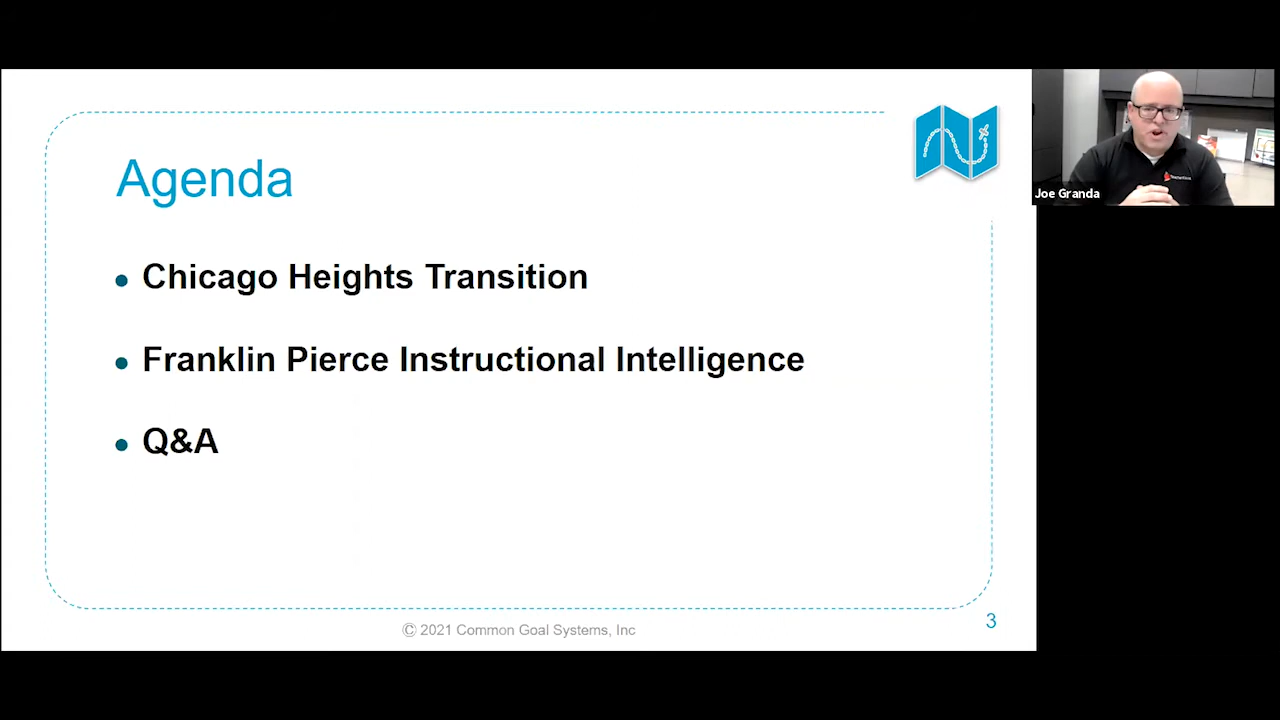 Agenda
Joe Granda
• Chicago Heights Transition
• Franklin Pierce Instructional Intelligence
• Q&A
Ⓒ 2021 Common Goal Systems, Inc
3